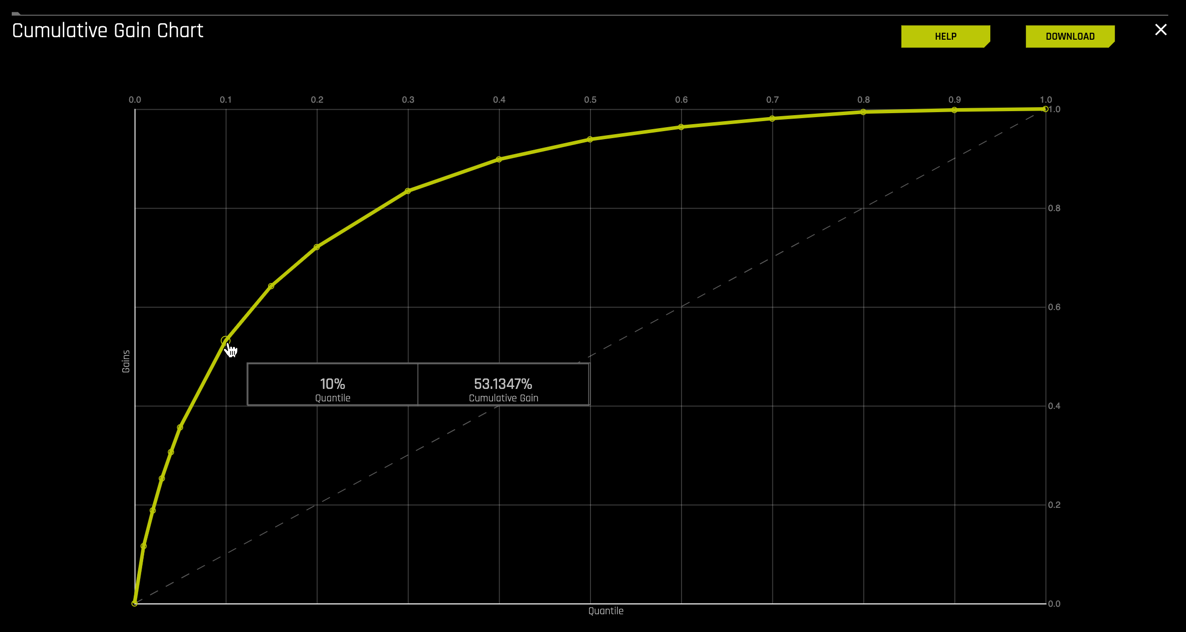 Cumulative Gain Chart
HELP
DOWNLOAD
0.0 0.1 0.2 0.3 0.4 0.5 0.6 0.7 0.8 0.9 1.0
1.0
0.8
0.6
Gains
10%
Quantile
53.1347%
Cumulative Gain
0.4
0.2
0.0
Quantile